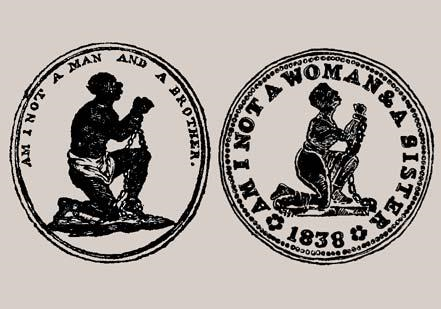 AM I NOT A MAN AND A BROTHER.
AM I NOT A WOMAN & A SISTER
1838